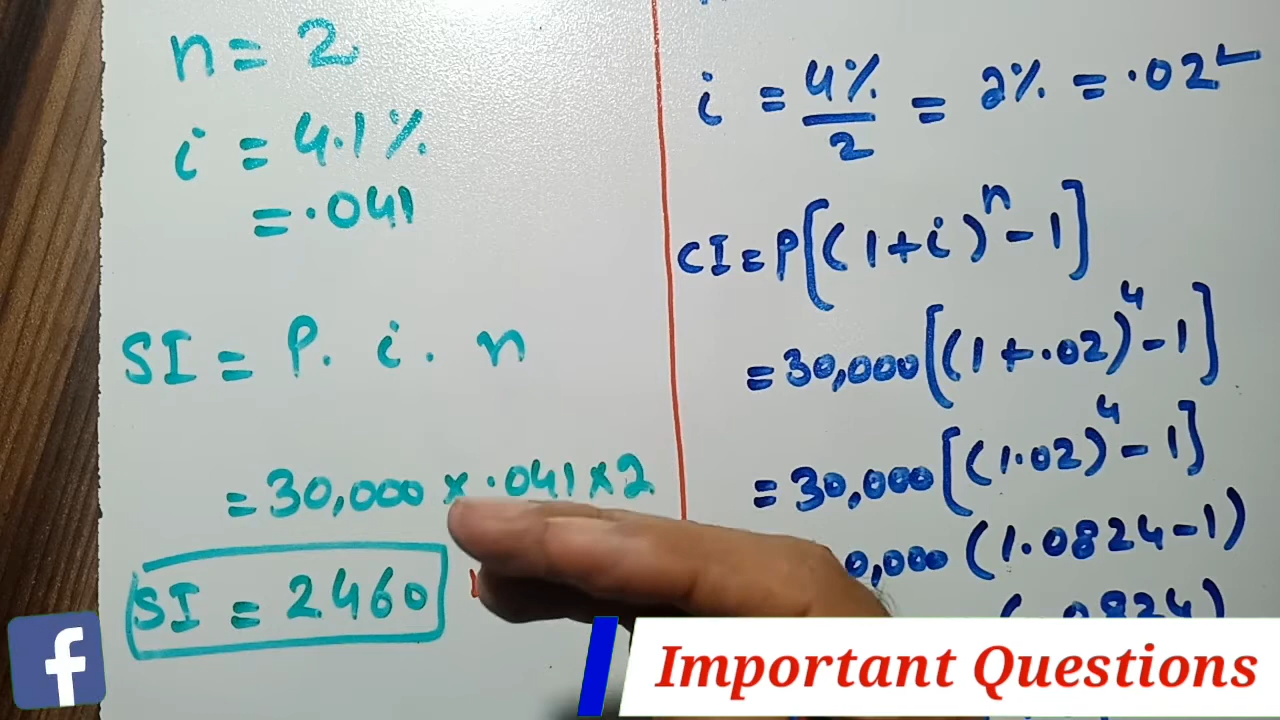 n = 2
i = 4.1%
= .041
SI = P. i . n
= 30,000 × .041 × 2
SI = 2460
i = 4%/2 = 2% = .02
CI = P[(1+i)^n - 1]
= 30,000[(1 + .02)^4 - 1]
= 30,000[(1.02)^4 - 1]
0,000 (1.0824 - 1)
(.0824)
f
Important Questions